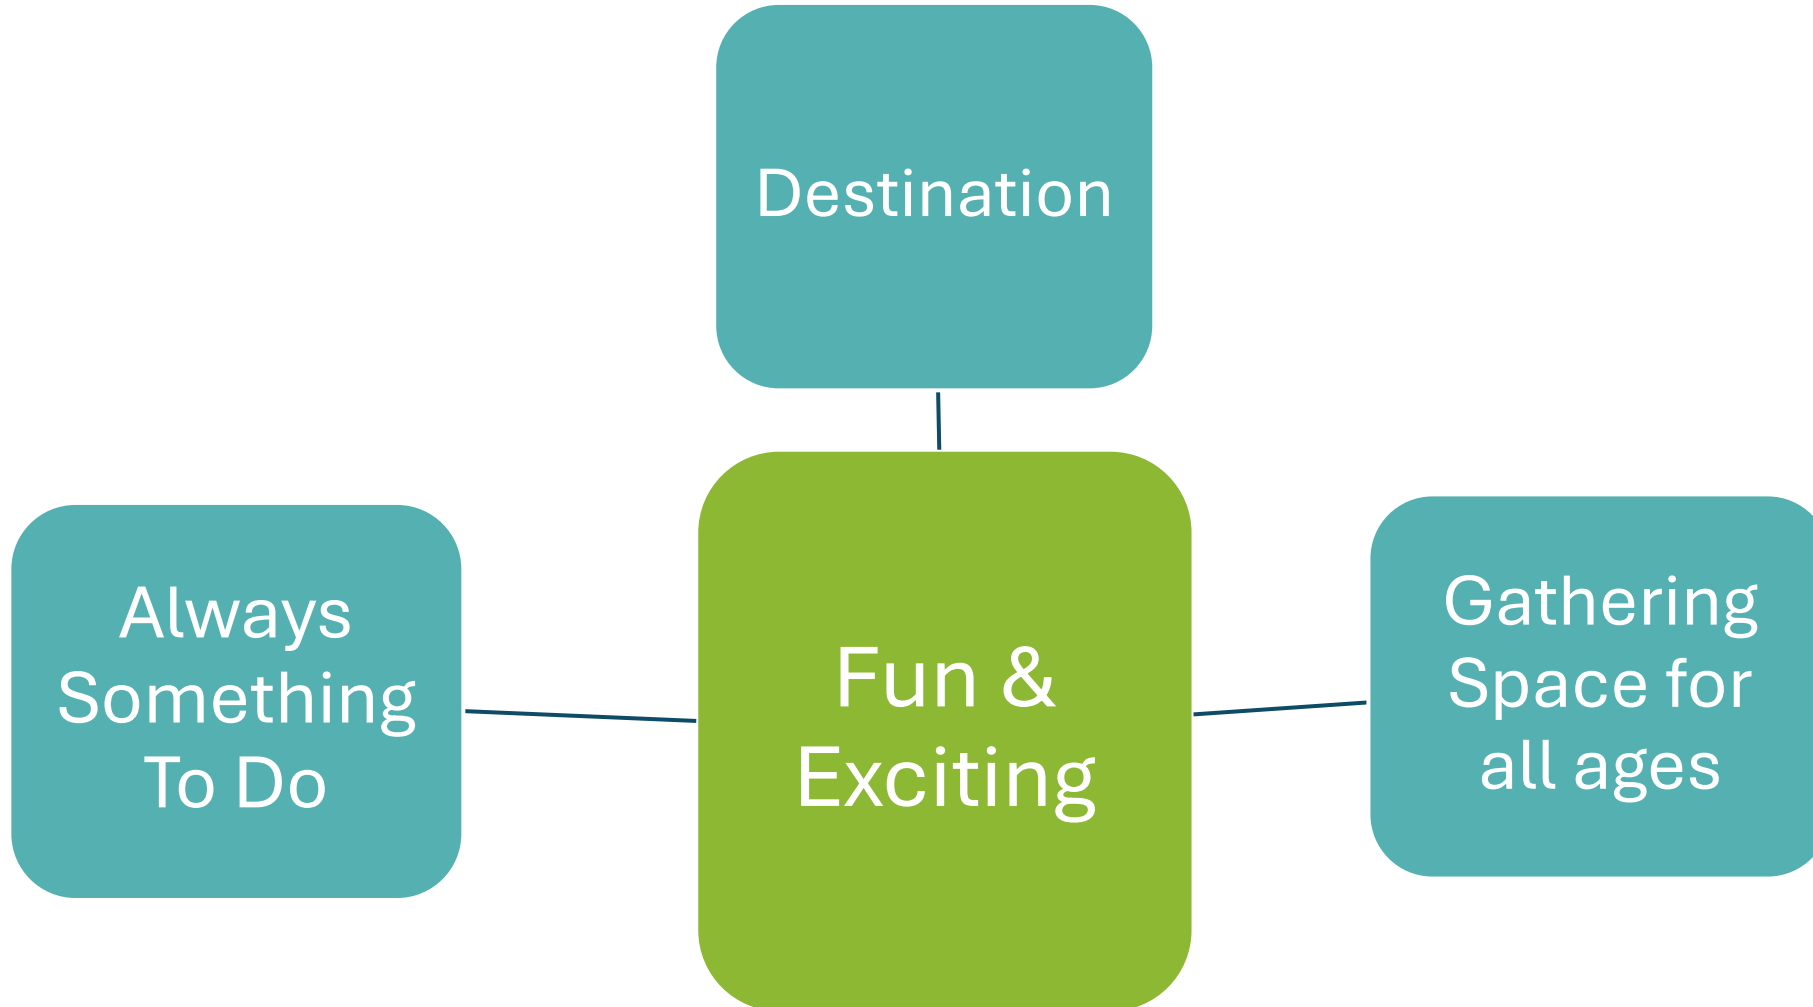 Destination
Always
Something
To Do
Fun &
Exciting
Gathering
Space for
all ages